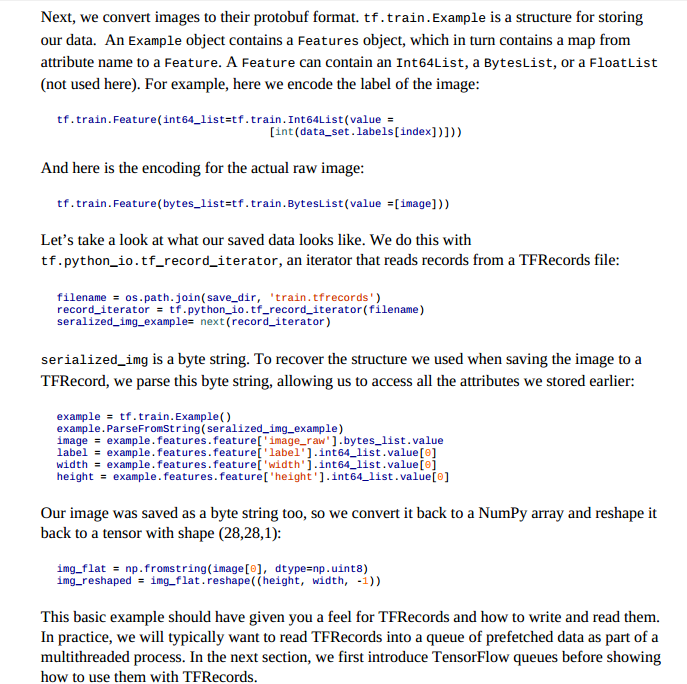 Next, we convert images to their protobuf format. tf.train.Example is a structure for storing
our data. An Example object contains a Features object, which in turn contains a map from
attribute name to a Feature. A Feature can contain an Int64List, a BytesList, or a FloatList
(not used here). For example, here we encode the label of the image:
tf.train.Feature(int64_list=tf.train.Int64List(value =
[int(data_set.labels[index])]))
And here is the encoding for the actual raw image:
tf.train.Feature(bytes_list=tf.train.BytesList(value =[image]))
Let’s take a look at what our saved data looks like. We do this with
tf.python_io.tf_record_iterator, an iterator that reads records from a TFRecords file:
filename = os.path.join(save_dir, 'train.tfrecords')
record_iterator = tf.python_io.tf_record_iterator(filename)
seralized_img_example= next(record_iterator)
serialized_img is a byte string. To recover the structure we used when saving the image to a
TFRecord, we parse this byte string, allowing us to access all the attributes we stored earlier:
example = tf.train.Example()
example.ParseFromString(seralized_img_example)
image = example.features.feature['image_raw'].bytes_list.value
label = example.features.feature['label'].int64_list.value[0]
width = example.features.feature['width'].int64_list.value[0]
height = example.features.feature['height'].int64_list.value[0]
Our image was saved as a byte string too, so we convert it back to a NumPy array and reshape it
back to a tensor with shape (28,28,1):
img_flat = np.fromstring(image[0], dtype=np.uint8)
img_reshaped = img_flat.reshape((height, width, -1))
This basic example should have given you a feel for TFRecords and how to write and read them.
In practice, we will typically want to read TFRecords into a queue of prefetched data as part of a
multithreaded process. In the next section, we first introduce TensorFlow queues before showing
how to use them with TFRecords.